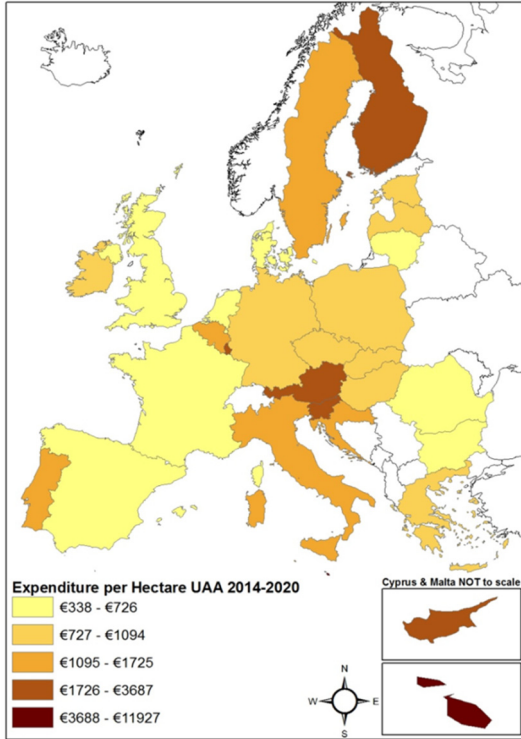 Expenditure per Hectare UAA 2014-2020
€338 - €726
€727 - €1094
€1095 - €1725
€1726 - €3687
€3688 - €11927
Cyprus & Malta NOT to scale
N
W E
S